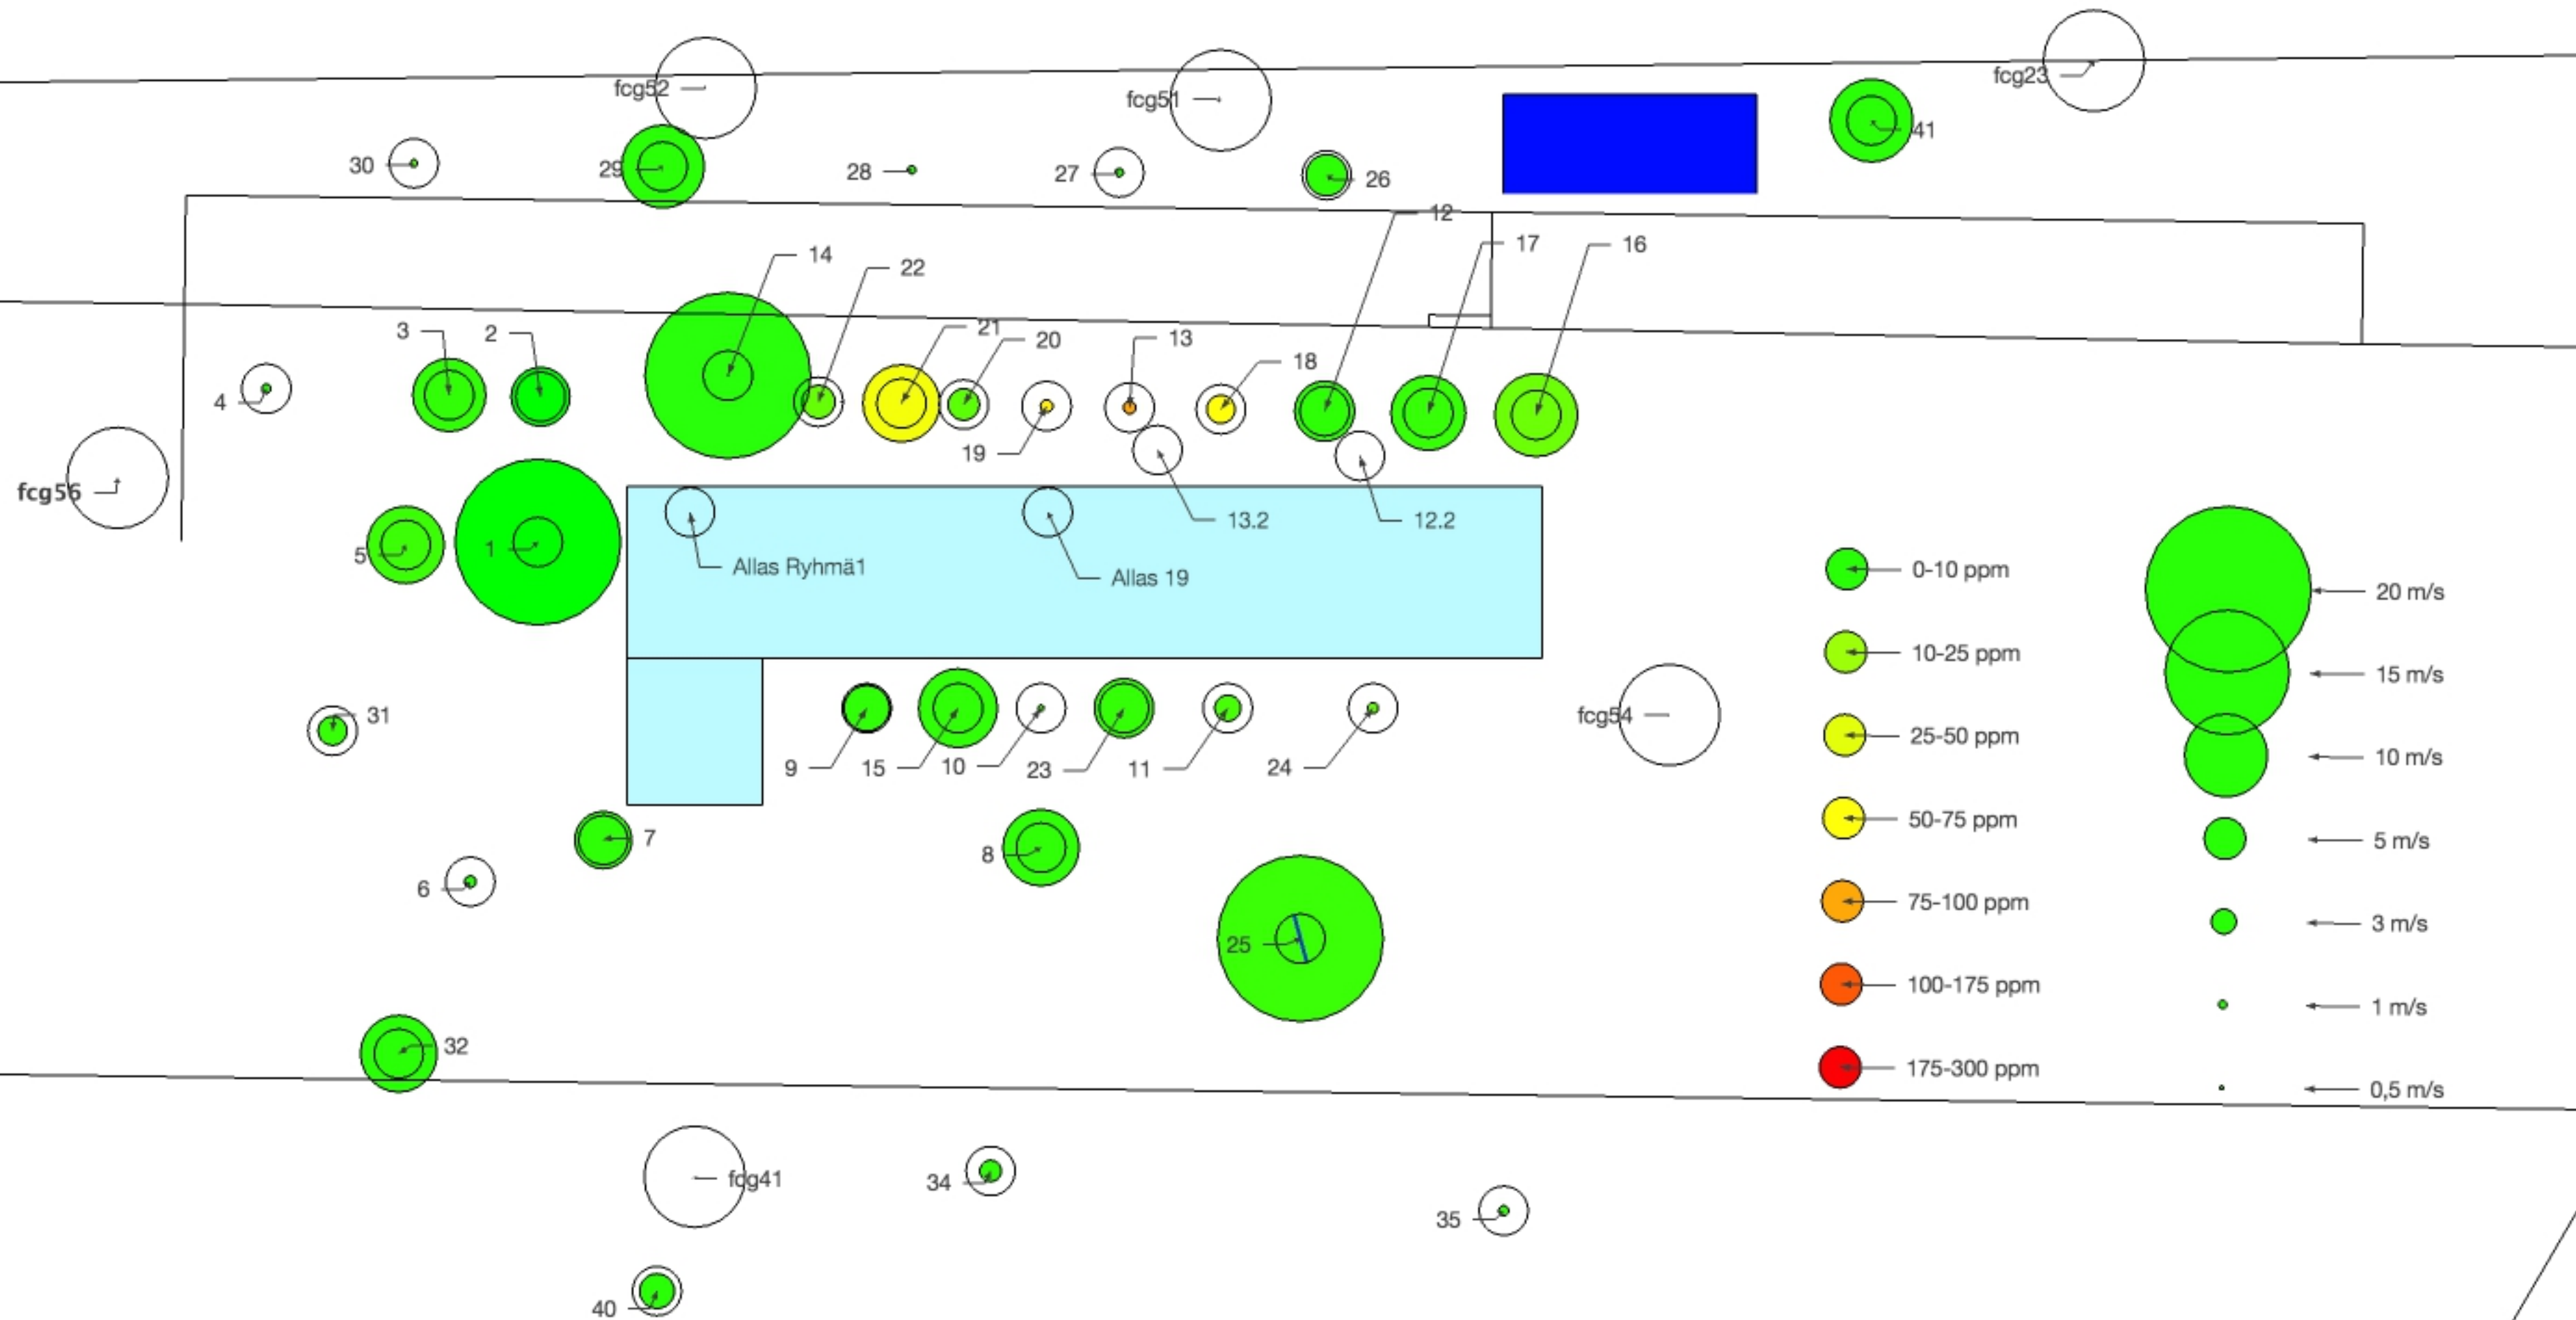 fcg23
fcg52
fcg51
41
30
29
28
27
26
12
14
22
17
16
3
2
21
20
13
18
4
19
fcg56
13.2
12.2
5
1
Allas Ryhmä1
Allas 19
0-10 ppm
20 m/s
10-25 ppm
15 m/s
31
fcg54
25-50 ppm
10 m/s
9
15
10
23
11
24
50-75 ppm
5 m/s
7
8
6
75-100 ppm
3 m/s
25
100-175 ppm
1 m/s
32
175-300 ppm
0,5 m/s
fcg41
34
35
40